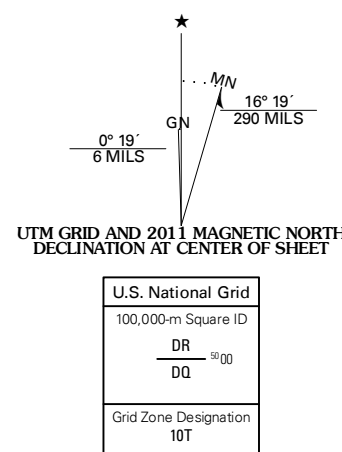 ★
MN
16° 19´
290 MILS
GN
0° 19´
6 MILS
UTM GRID AND 2011 MAGNETIC NORTH
DECLINATION AT CENTER OF SHEET
U.S. National Grid
100,000-m Square ID
DR
5000
DQ
Grid Zone Designation
10T